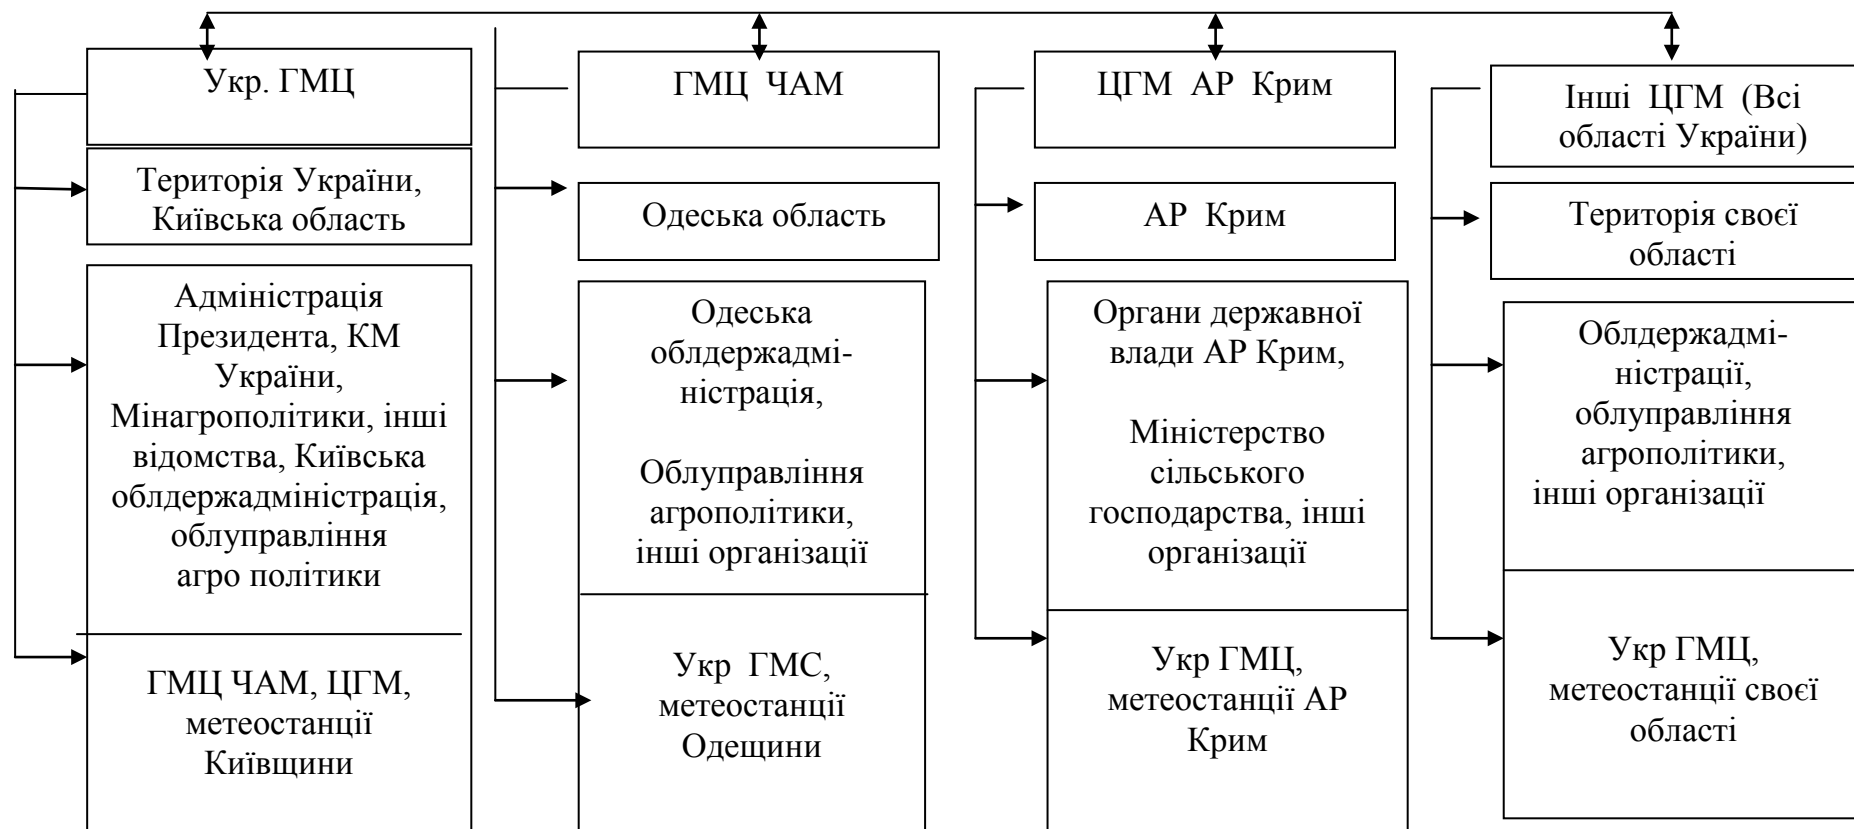 Укр. ГМЦ
Територія України,
Київська область
Адміністрація
Президента, КМ
України,
Мінагрополітики, інші
відомства, Київська
облдержадміністрація,
облуправління
агро політики
ГМЦ ЧАМ, ЦГМ,
метеостанції
Київщини
ГМЦ ЧАМ
Одеська область
Одеська
облдержадмі-
ністрація,
Облуправління
агрополітики,
інші організації
Укр ГМС,
метеостанції
Одещини
ЦГМ АР Крим
АР Крим
Органи державної
влади АР Крим,
Міністерство
сільського
господарства, інші
організації
Укр ГМЦ,
метеостанції АР
Крим
Інші ЦГМ (Всі
області України)
Територія своєї
області
Облдержадмі-
ністрації,
облуправління
агрополітики,
інші організації
Укр ГМЦ,
метеостанції своєї
області